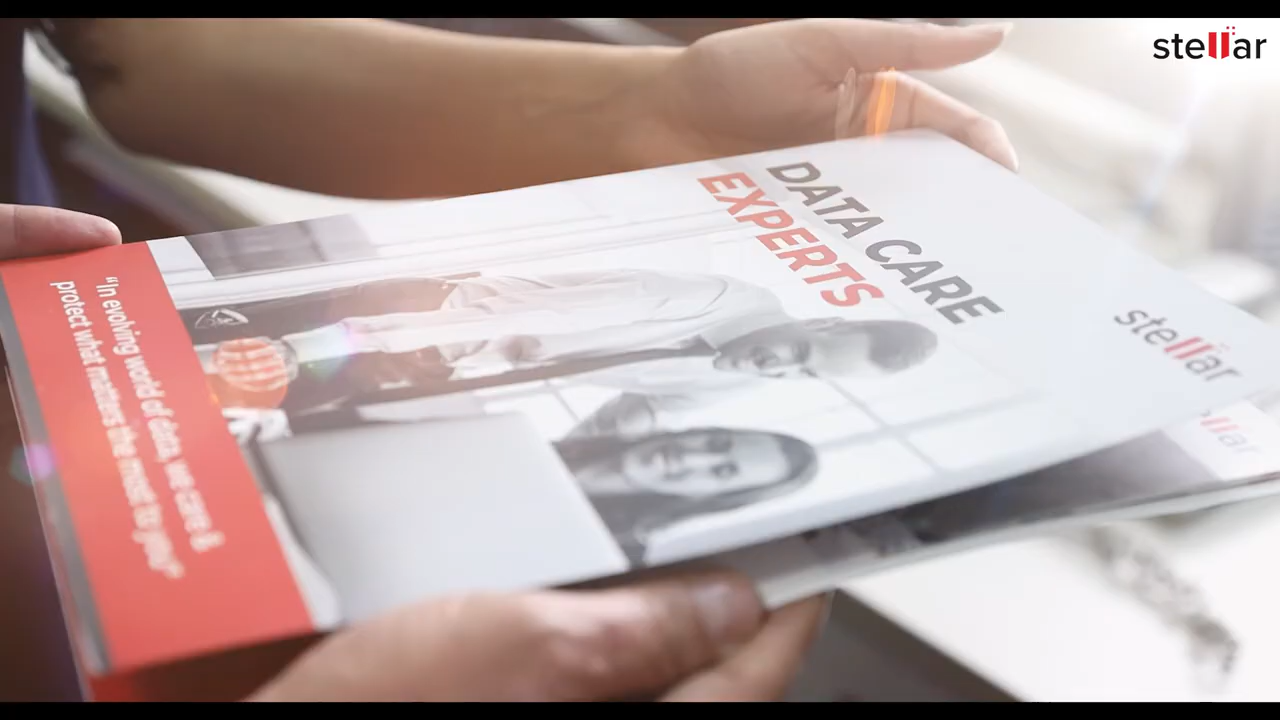 stellar
DATA CARE
EXPERTS
stellar
"In evolving world of data, we care &
protect what matters the most to you!"